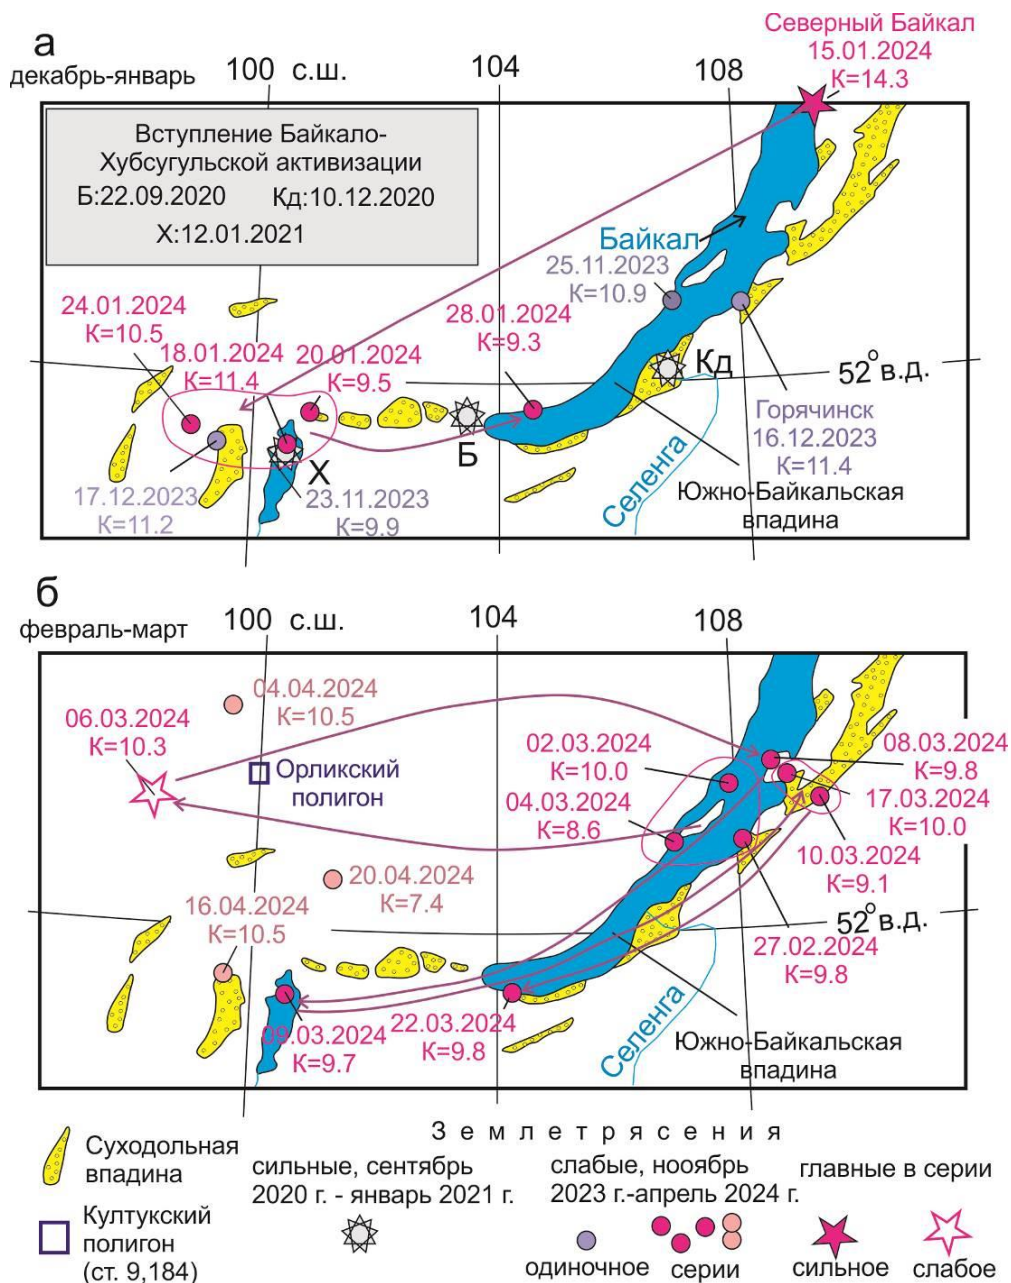 а
декабрь-январь
100 с.ш.
104
108
Северный Байкал
15.01.2024
К=14.3
Вступление Байкало-
Хубсугульской активизации
Б:22.09.2020 Кд:10.12.2020
Х:12.01.2021
Байкал
25.11.2023
К=10.9
24.01.2024
К=10.5
18.01.2024
К=11.4
20.01.2024
К=9.5
28.01.2024
К=9.3
Кд
52° в.д.
Б
Х
Горячинск
16.12.2023
К=11.4
17.12.2023
К=11.2
23.11.2023
К=9.9
Селенга
Южно-Байкальская
впадина
б
февраль-март
100 с.ш.
104
108
04.04.2024
К=10.5
06.03.2024
К=10.3
Орликский
полигон
02.03.2024
К=10.0
04.03.2024
К=8.6
08.03.2024
К=9.8
17.03.2024
К=10.0
10.03.2024
К=9.1
20.04.2024
К=7.4
16.04.2024
К=10.5
52° в.д.
27.02.2024
К=9.8
09.03.2024
К=9.7
22.03.2024
К=9.8
Селенга
Южно-Байкальская
впадина
Землетрясения
Суходольная
впадина
сильные, сентябрь
2020 г. - январь 2021 г.
слабые, нооябрь
2023 г.-апрель 2024 г.
главные в серии
Култукский
полигон
(ст. 9,184)
одиночное
серии
сильное
слабое